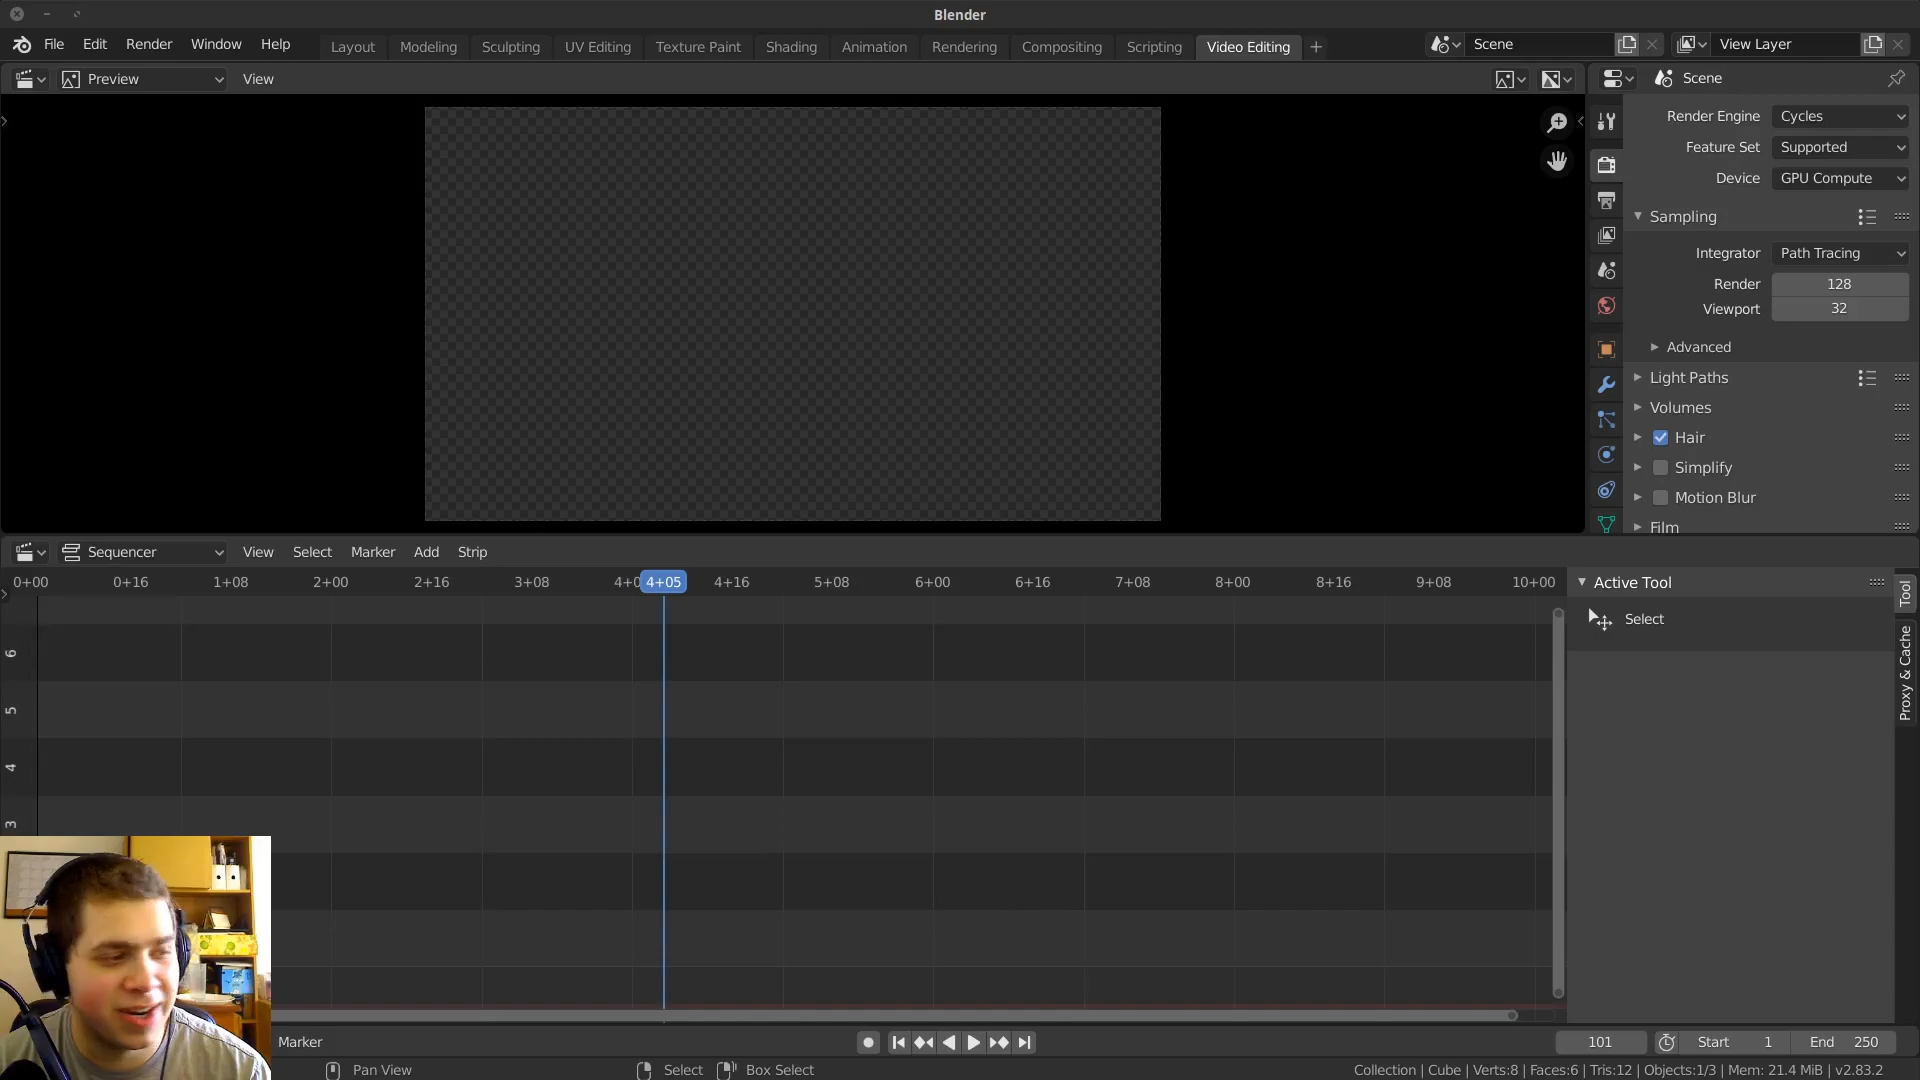 Blender
File Edit Render Window Help Layout Modeling Sculpting UV Editing Texture Paint Shading Animation Rendering Compositing Scripting Video Editing + Scene View Layer
Preview View Scene
Render Engine Cycles
Feature Set Supported
Device GPU Compute
Sampling
Integrator Path Tracing
Render 128
Viewport 32
Advanced
Light Paths
Volumes
Hair
Simplify
Motion Blur
Film
Sequencer View Select Marker Add Strip
0+00 0+16 1+08 2+00 2+16 3+08 4+0 4+05 4+16 5+08 6+00 6+16 7+08 8+00 8+16 9+08 10+00
Active Tool
Select
Tool
Proxy & Cache
6
5
4
3
Marker 101 Start 1 End 250
Pan View Select Box Select Collection | Cube | Verts:8 | Faces:6 | Tris:12 | Objects:1/3 | Mem: 21.4 MiB | v2.83.2